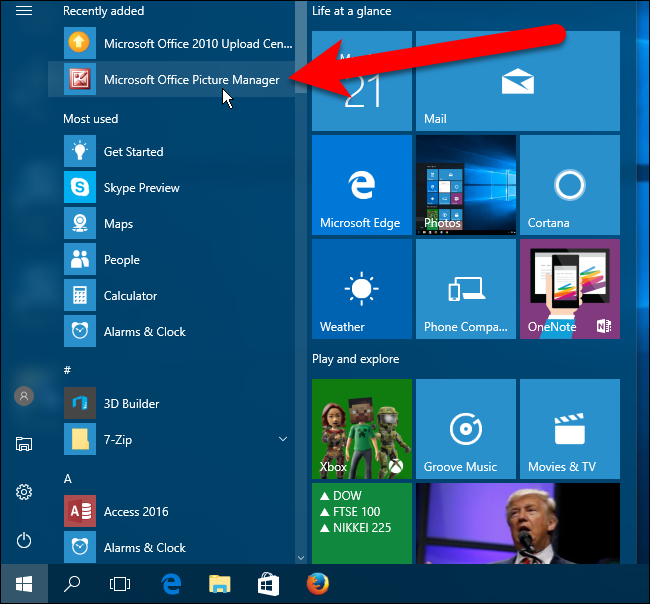 Recently added
Microsoft Office 2010 Upload Cen...
Microsoft Office Picture Manager
Most used
Get Started
Skype Preview
Maps
People
Calculator
Alarms & Clock
#
3D Builder
7-Zip
A
Access 2016
Alarms & Clock
Life at a glance
21
Mail
Microsoft Edge
Photos
Cortana
Weather
Phone Compa...
OneNote
Play and explore
Xbox
Groove Music
Movies & TV
▲ DOW
▲ FTSE 100
▲ NIKKEI 225